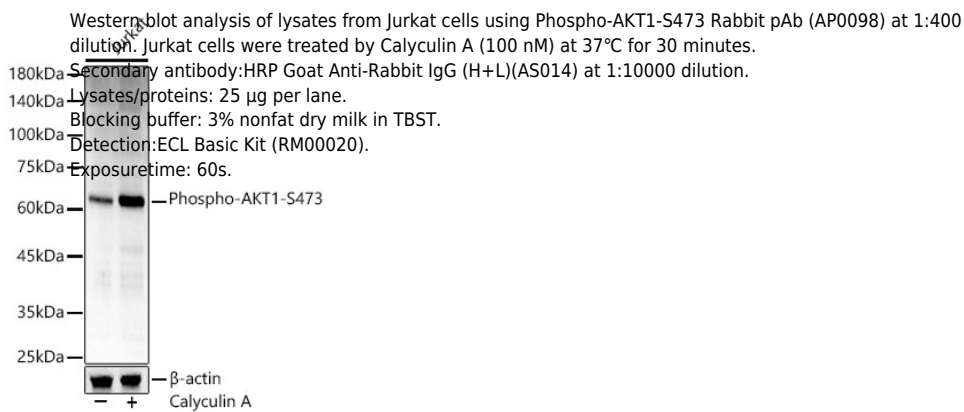 Western blot analysis of lysates from Jurkat cells using Phospho-AKT1-S473 Rabbit pAb (AP0098) at 1:400
dilution. Jurkat cells were treated by Calyculin A (100 nM) at 37℃ for 30 minutes.
Secondary antibody:HRP Goat Anti-Rabbit IgG (H+L)(AS014) at 1:10000 dilution.
Lysates/proteins: 25 μg per lane.
Blocking buffer: 3% nonfat dry milk in TBST.
Detection:ECL Basic Kit (RM00020).
Exposuretime: 60s.
Jurkat
180kDa
140kDa
100kDa
75kDa
60kDa
Phospho-AKT1-S473
45kDa
35kDa
25kDa
β-actin
− + Calyculin A